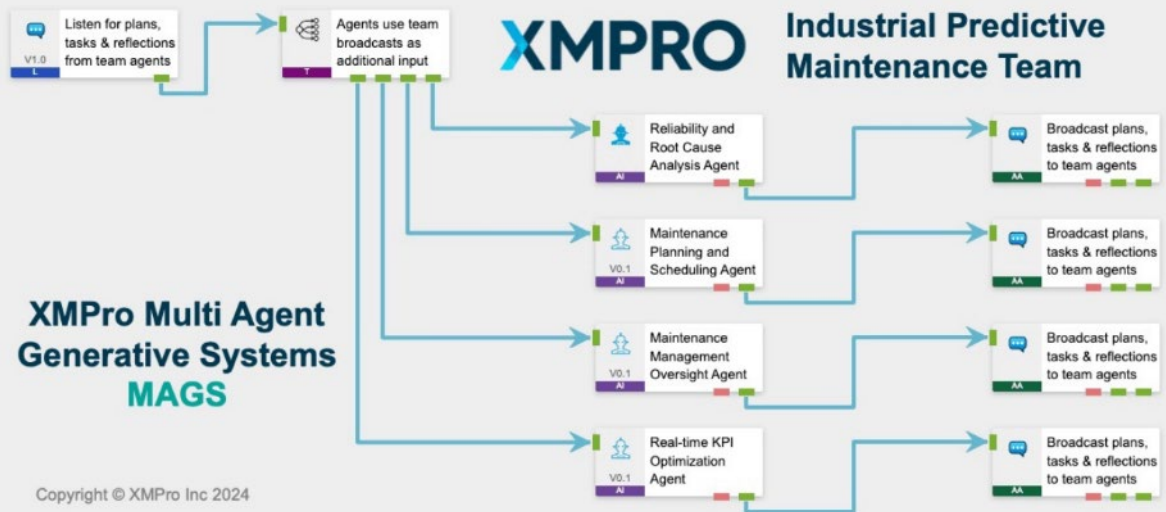 Listen for plans,
tasks & reflections
from team agents
V1.0
L
Agents use team
broadcasts as
additional input
T
XMPRO
Industrial Predictive
Maintenance Team
Reliability and
Root Cause
Analysis Agent
AI
Broadcast plans,
tasks & reflections
to team agents
AA
Maintenance
Planning and
Scheduling Agent
V0.1
AI
Broadcast plans,
tasks & reflections
to team agents
AA
XMPro Multi Agent
Generative Systems
MAGS
Maintenance
Management
Oversight Agent
V0.1
AI
Broadcast plans,
tasks & reflections
to team agents
AA
Real-time KPI
Optimization
Agent
V0.1
AI
Broadcast plans,
tasks & reflections
to team agents
AA
Copyright © XMPro Inc 2024